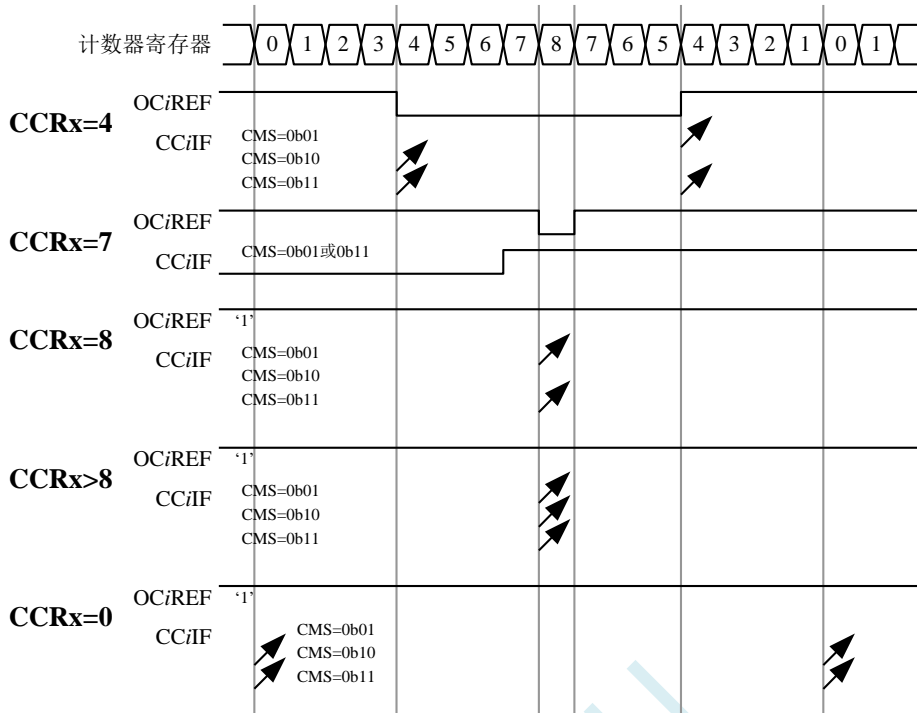 计数器寄存器 0 1 2 3 4 5 6 7 8 7 6 5 4 3 2 1 0 1
CCRx=4
OCiREF
CCiIF
CMS=0b01
CMS=0b10
CMS=0b11
CCRx=7
OCiREF
CCiIF
CMS=0b01或0b11
CCRx=8
OCiREF
‘1’
CCiIF
CMS=0b01
CMS=0b10
CMS=0b11
CCRx>8
OCiREF
‘1’
CCiIF
CMS=0b01
CMS=0b10
CMS=0b11
CCRx=0
OCiREF
‘1’
CCiIF
CMS=0b01
CMS=0b10
CMS=0b11